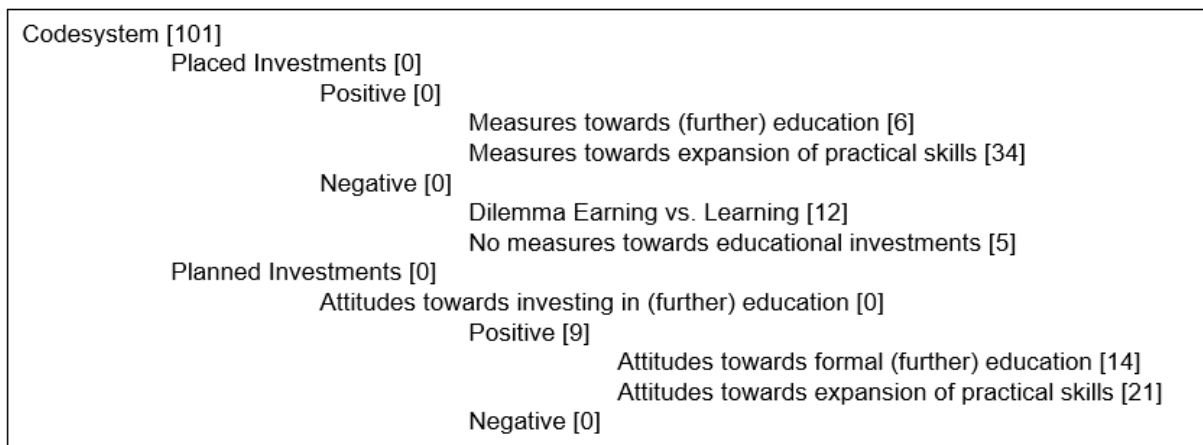 Codesystem [101]
Placed Investments [0]
Positive [0]
Measures towards (further) education [6]
Measures towards expansion of practical skills [34]
Negative [0]
Dilemma Earning vs. Learning [12]
No measures towards educational investments [5]
Planned Investments [0]
Attitudes towards investing in (further) education [0]
Positive [9]
Attitudes towards formal (further) education [14]
Attitudes towards expansion of practical skills [21]
Negative [0]